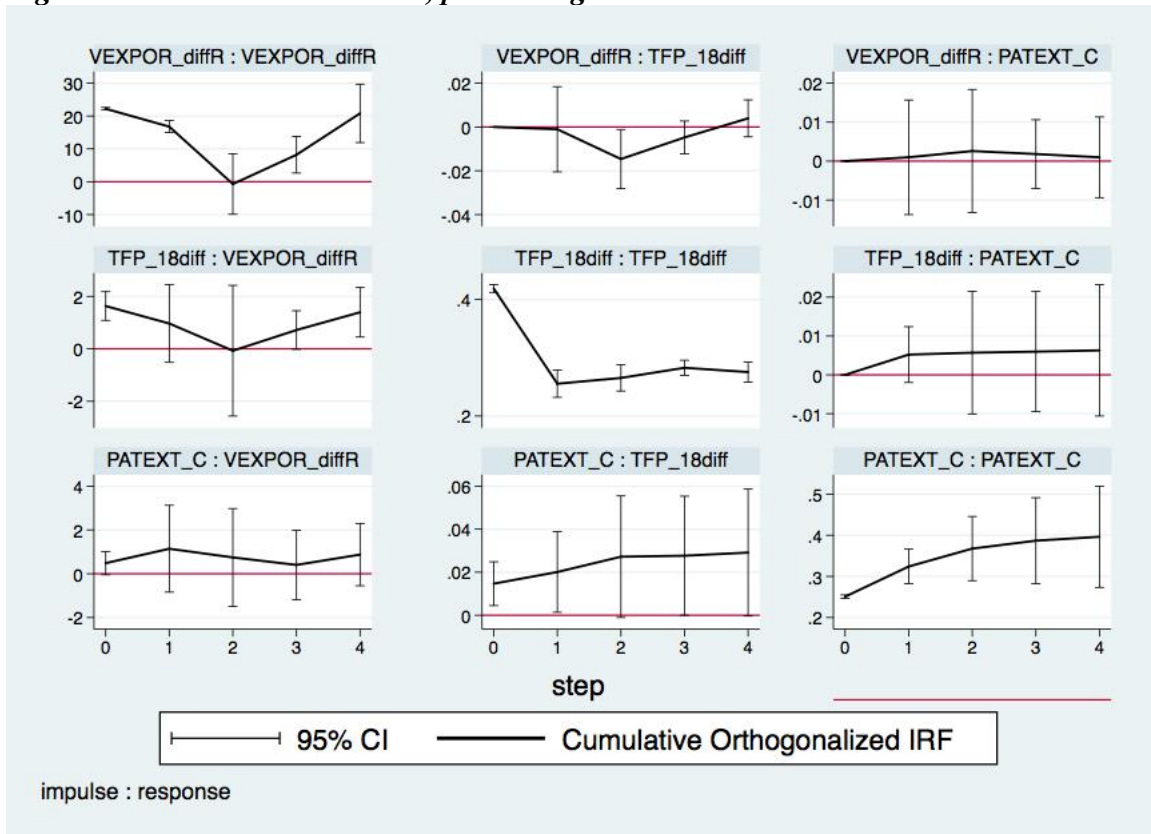 VEXPOR_diffR : VEXPOR_diffR VEXPOR_diffR : TFP_18diff VEXPOR_diffR : PATEXT_C
30 .02 .02
20 0 .01
10 -.02 0
0 -.04 -.01
-10
TFP_18diff : VEXPOR_diffR TFP_18diff : TFP_18diff TFP_18diff : PATEXT_C
2 .4 .02
0 .2 .01
-2 0
-.01
PATEXT_C : VEXPOR_diffR PATEXT_C : TFP_18diff PATEXT_C : PATEXT_C
4 .06 .5
2 .04 .4
0 .02 .3
-2 0 .2
0 1 2 3 4 0 1 2 3 4 0 1 2 3 4
step
95% CI Cumulative Orthogonalized IRF
impulse : response